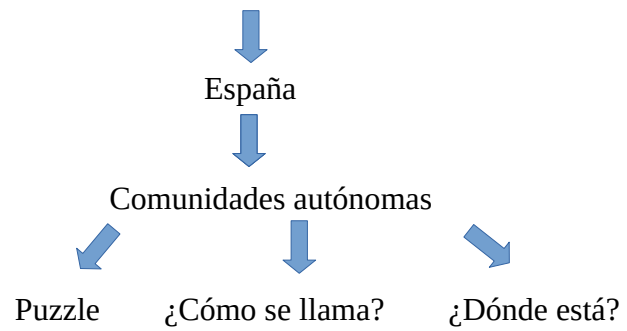 España
Comunidades autónomas
Puzzle ¿Cómo se llama? ¿Dónde está?